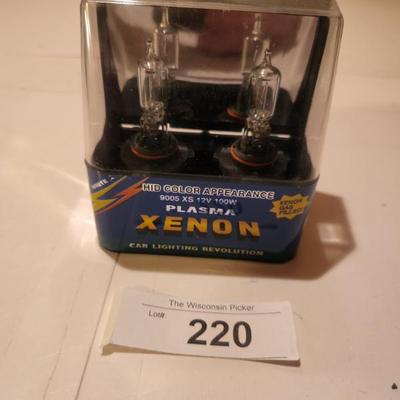 WHITE
HID COLOR APPEARANCE
9005 XS 12V 100W
PLASMA
XENON
CAR LIGHTING REVOLUTION
XENON
GAS
FILLED
The Wisconsin Picker
Lot#
220